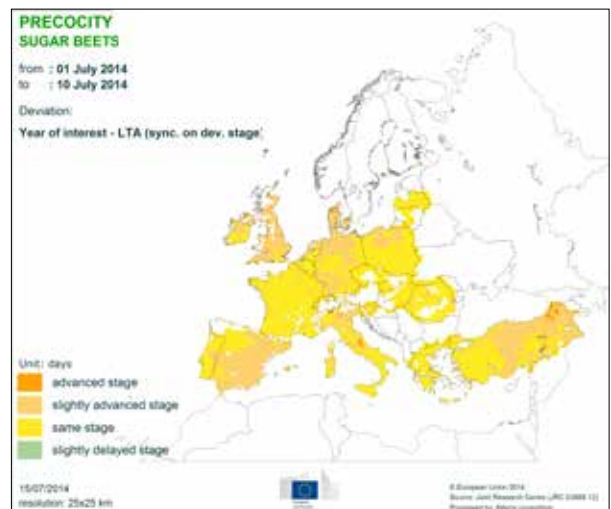 PRECOCITY
SUGAR BEETS
from : 01 July 2014
to : 10 July 2014
Deviation:
Year of interest - LTA (sync. on dev. stage)
Unit: days
advanced stage
slightly advanced stage
same stage
slightly delayed stage
15/07/2014
resolution: 25x25 km
© European Union 2014
Source: Joint Research Centre